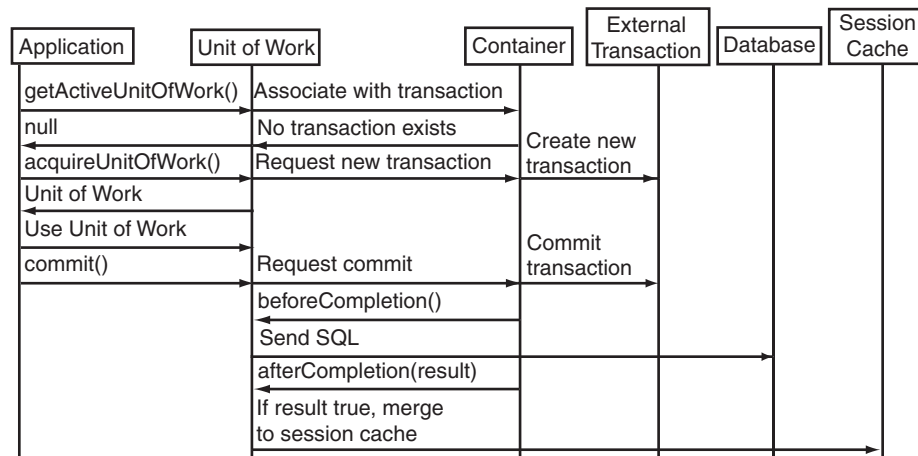 Application
Unit of Work
Container
External
Transaction
Database
Session
Cache
getActiveUnitOfWork()
Associate with transaction
null
No transaction exists
Create new
transaction
acquireUnitOfWork()
Request new transaction
Unit of Work
Use Unit of Work
Commit
transaction
commit()
Request commit
beforeCompletion()
Send SQL
afterCompletion(result)
If result true, merge
to session cache